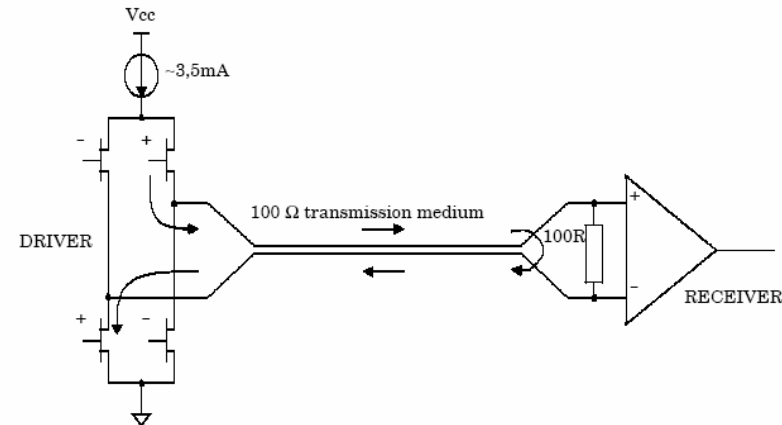 Vcc
~3,5mA
- +
100 Ω transmission medium
100R
+
DRIVER
-
RECEIVER
+ -